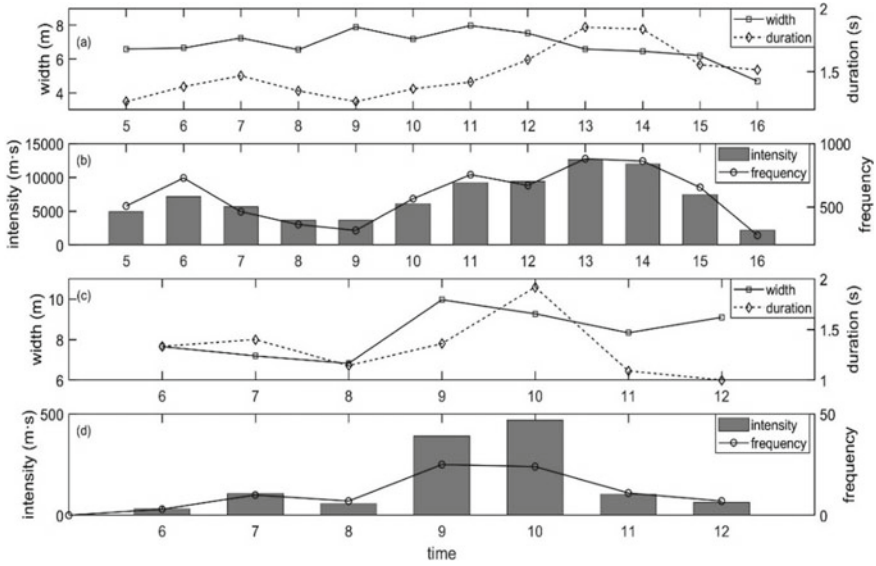 (a)
width (m)
8
6
4
width
duration
2
1.5
duration (s)
5 6 7 8 9 10 11 12 13 14 15 16
(b)
intensity (m·s)
15000
10000
5000
0
intensity
frequency
1000
500
frequency
5 6 7 8 9 10 11 12 13 14 15 16
(c)
width (m)
10
8
6
width
duration
2
1.5
1
duration (s)
6 7 8 9 10 11 12
(d)
intensity (m·s)
500
0
intensity
frequency
50
0
frequency
6 7 8 9 10 11 12
time